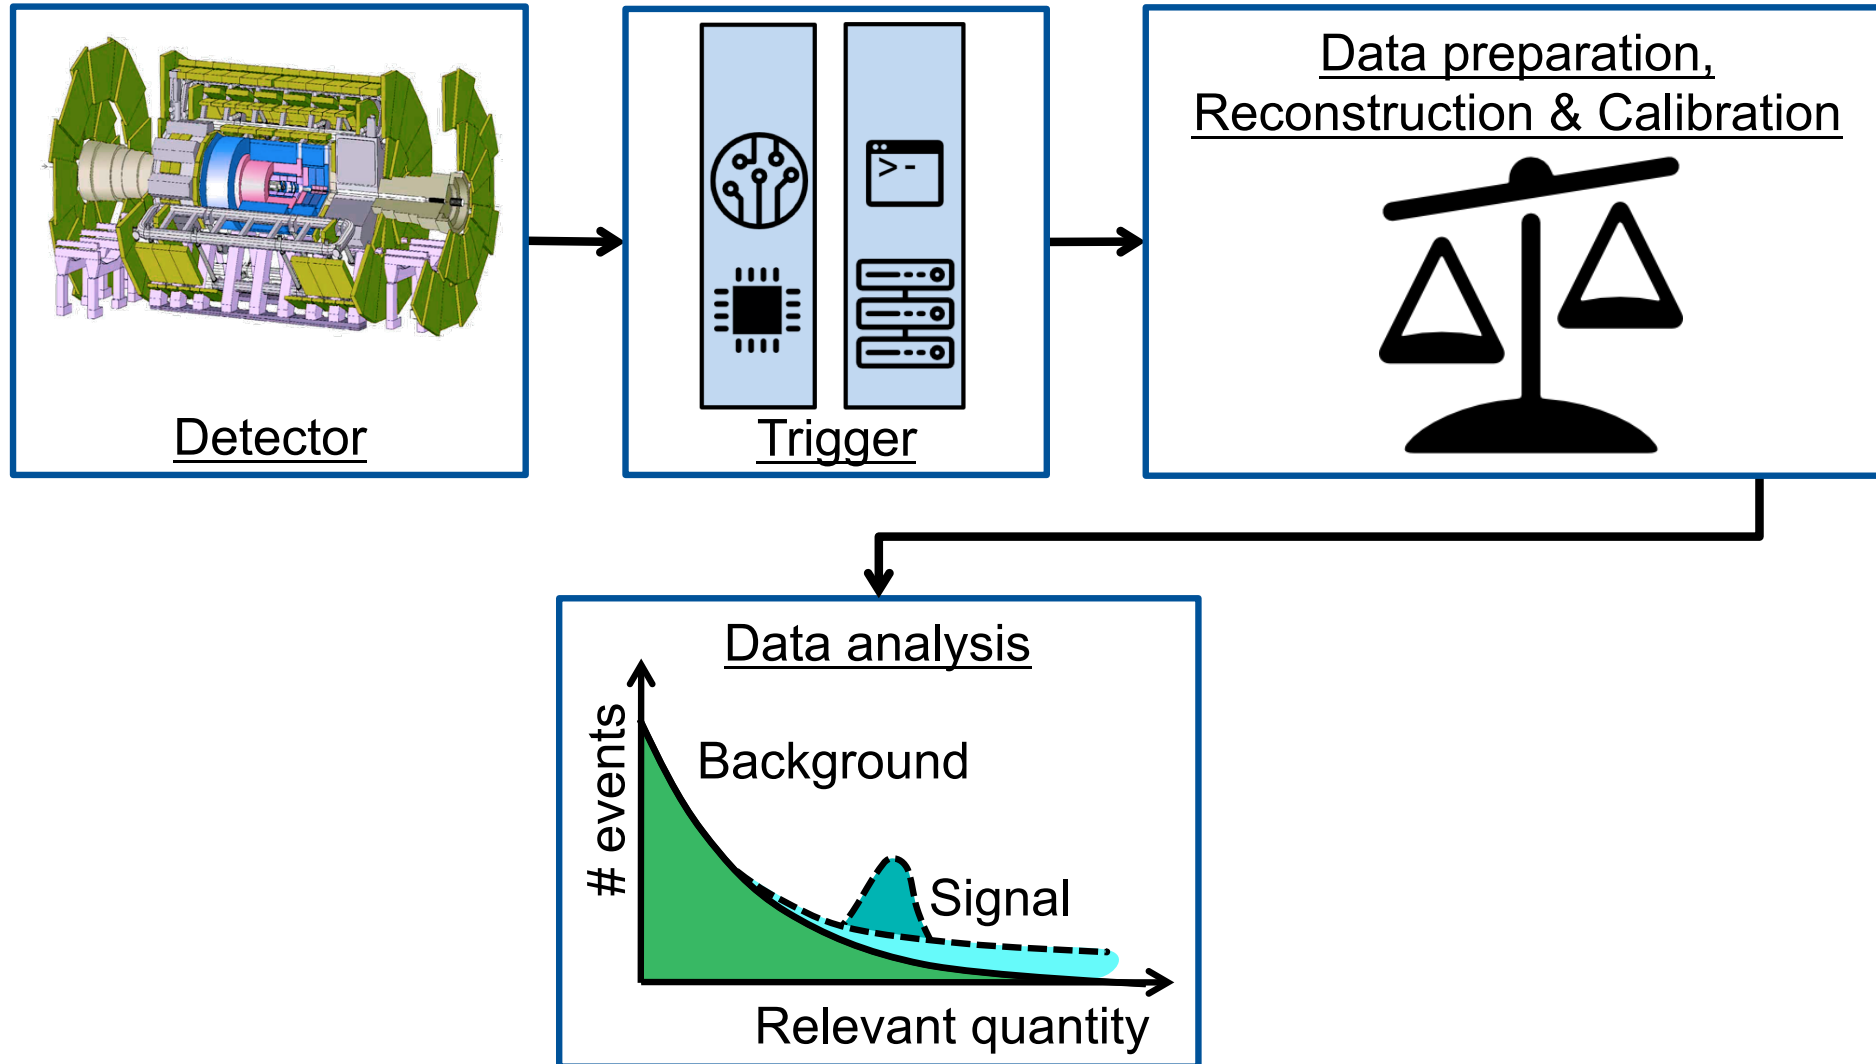 Detector
>-
Trigger
Data preparation,
Reconstruction & Calibration
Data analysis
# events
Background
Signal
Relevant quantity